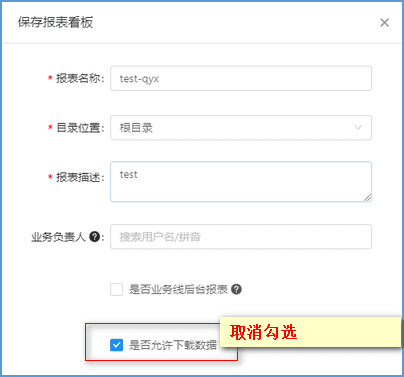 保存报表看板
* 报表名称: test-qyx
* 目录位置: 根目录
* 报表描述: test
业务负责人 ?: 搜索用户名/拼音
是否业务线后台报表 ?
是否允许下载数据 取消勾选